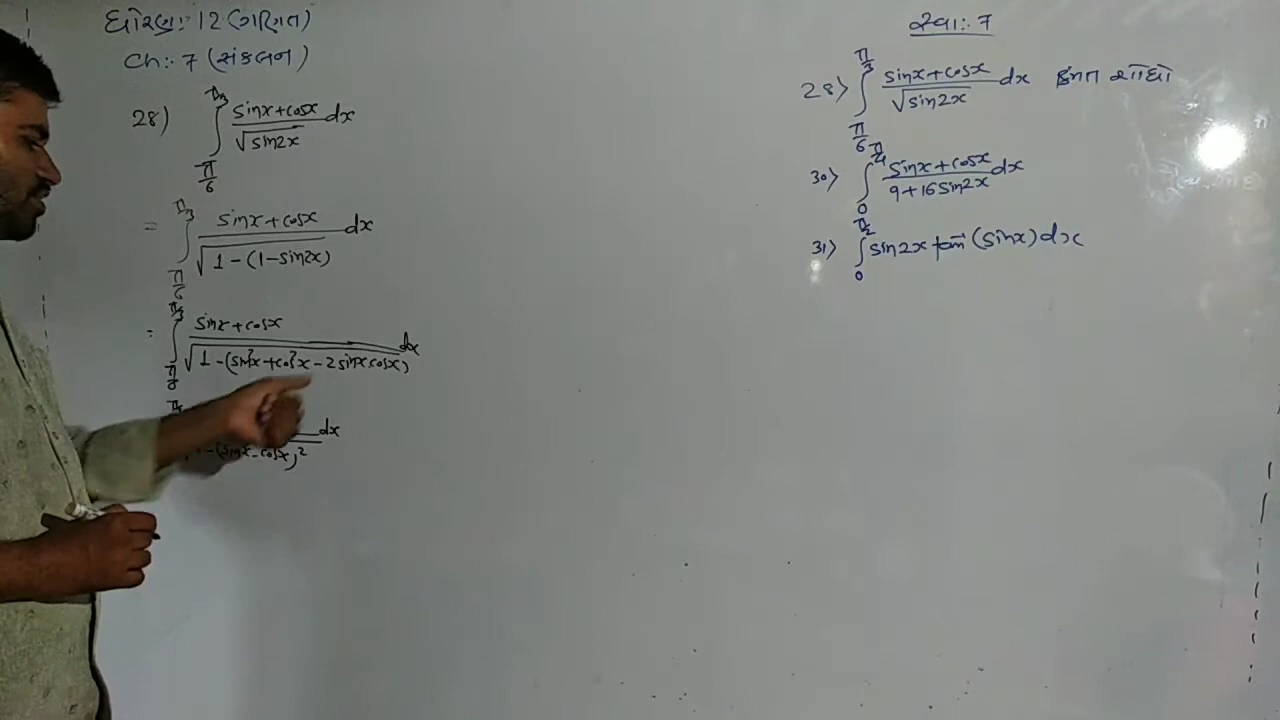 ધોરણ:- 12 (ગણિત)
Ch:- 7 (સંકલન)
28) ∫_{π/6}^{π/3} (sinx+cosx)/√(sin2x) dx
= ∫_{π/6}^{π/3} (sinx+cosx)/√(1-(1-sin2x)) dx
= ∫_{π/6}^{π/3} (sinx+cosx)/√(1-(sin²x+cos²x-2sinxcosx)) dx
dx
-(sinx-cosx)²
સ્વા:- 7
28> ∫_{π/6}^{π/3} (sinx+cosx)/√(sin2x) dx શોધો
30> ∫_{0}^{π/4} (sinx+cosx)/(9+16sin2x) dx
31> ∫_{0}^{π/2} sin2x tan⁻¹(sinx) dx